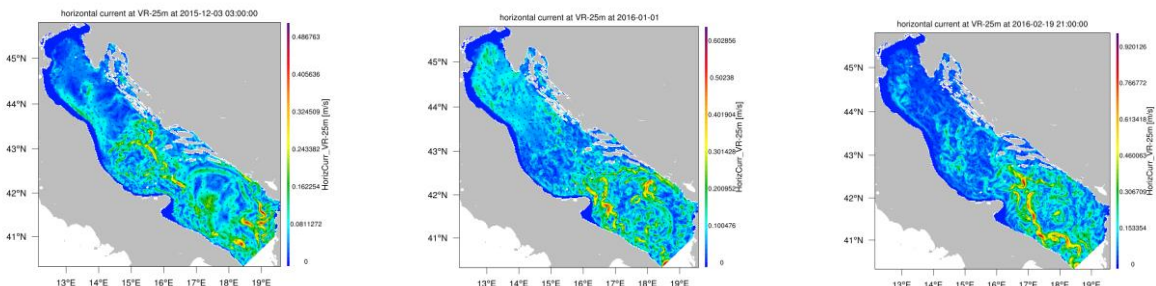 horizontal current at VR-25m at 2015-12-03 03:00:00
45°N
44°N
43°N
42°N
41°N
13°E 14°E 15°E 16°E 17°E 18°E 19°E
0.486763
0.405636
0.324509
0.243382
0.162254
0.0811272
0
HorizCurr_VR-25m [m/s]
horizontal current at VR-25m at 2016-01-01
45°N
44°N
43°N
42°N
41°N
13°E 14°E 15°E 16°E 17°E 18°E 19°E
0.602856
0.50238
0.401904
0.301428
0.200952
0.100476
0
HorizCurr_VR-25m [m/s]
horizontal current at VR-25m at 2016-02-19 21:00:00
45°N
44°N
43°N
42°N
41°N
13°E 14°E 15°E 16°E 17°E 18°E 19°E
0.920126
0.766772
0.613418
0.460063
0.306709
0.153354
0
HorizCurr_VR-25m [m/s]